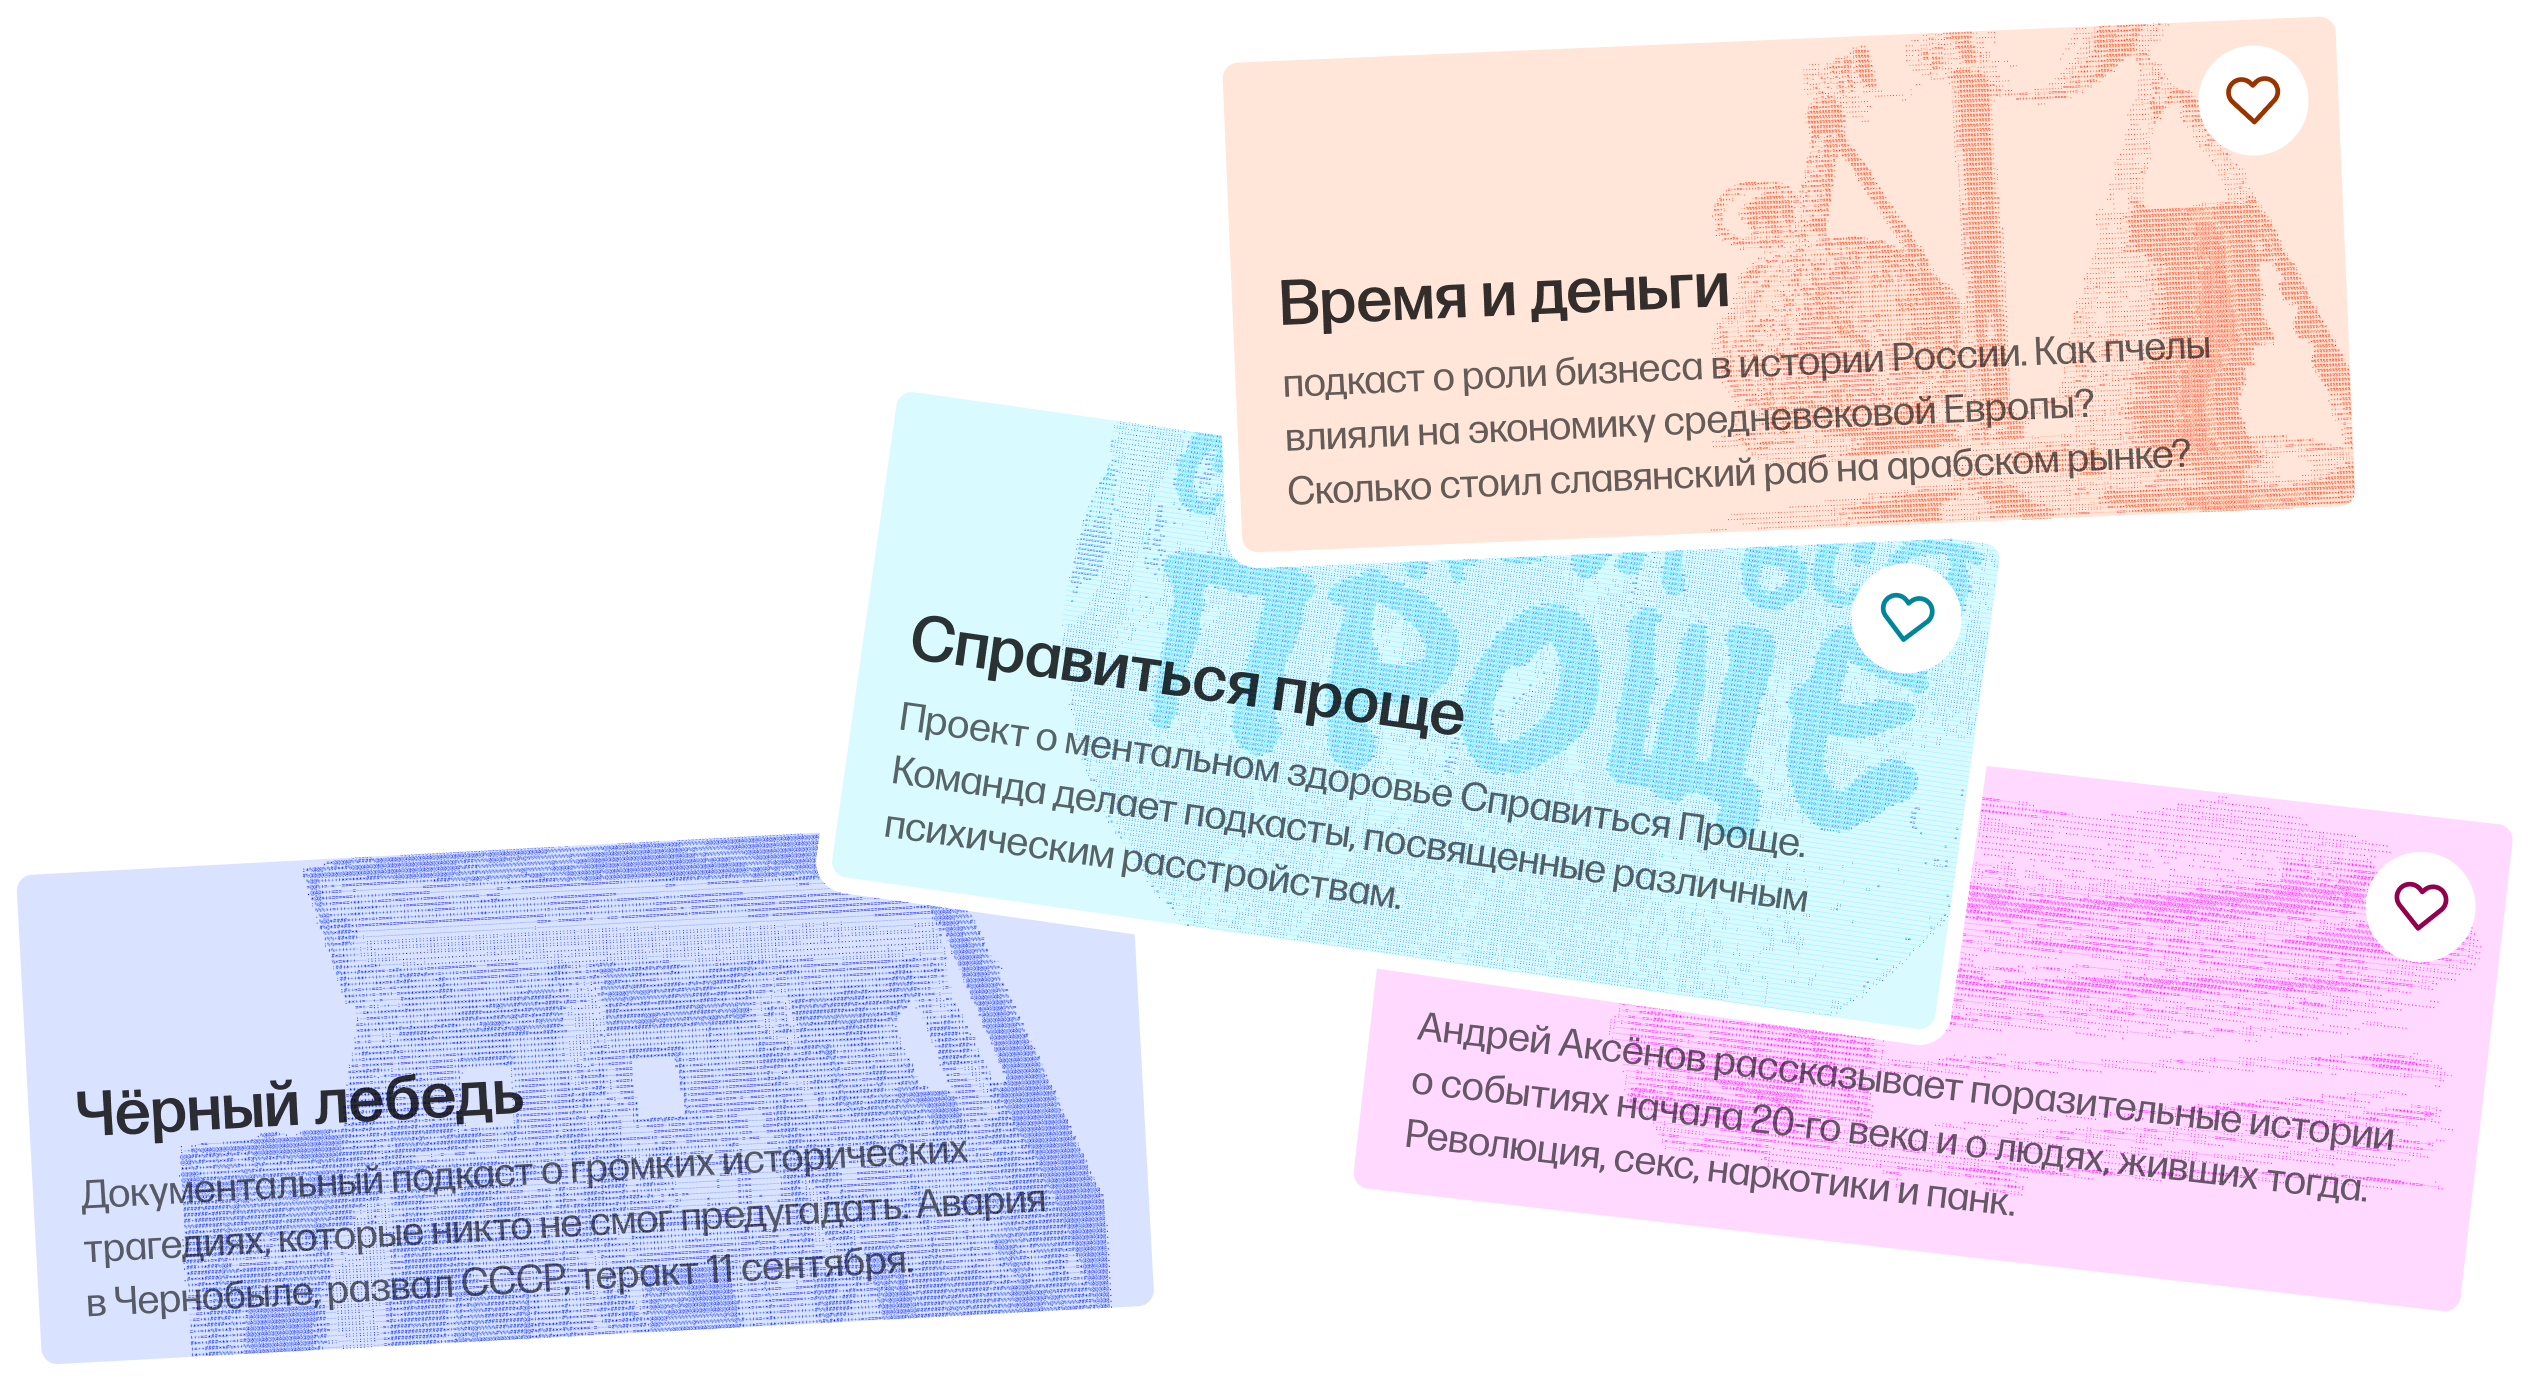 Время и деньги
подкаст о роли бизнеса в истории России. Как пчелы
влияли на экономику средневековой Европы?
Сколько стоил славянский раб на арабском рынке?
ПРОЩЕ
Справиться проще
Проект о ментальном здоровье Справиться Проще.
Команда делает подкасты, посвященные различным
психическим расстройствам.
Чёрный лебедь
Документальный подкаст о громких исторических
трагедиях, которые никто не смог предугадать. Авария
в Чернобыле, развал СССР, теракт 11 сентября.
Андрей Аксёнов рассказывает поразительные истории
о событиях начала 20-го века и о людях, живших тогда.
Революция, секс, наркотики и панк.